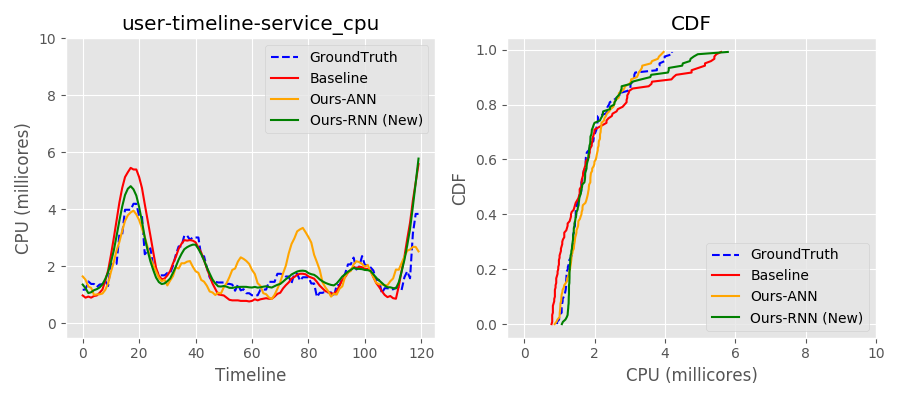 user-timeline-service_cpu
CPU (millicores)
10
8
6
4
2
0
GroundTruth
Baseline
Ours-ANN
Ours-RNN (New)
0 20 40 60 80 100 120
Timeline
CDF
CDF
1.0
0.8
0.6
0.4
0.2
0.0
GroundTruth
Baseline
Ours-ANN
Ours-RNN (New)
0 2 4 6 8 10
CPU (millicores)